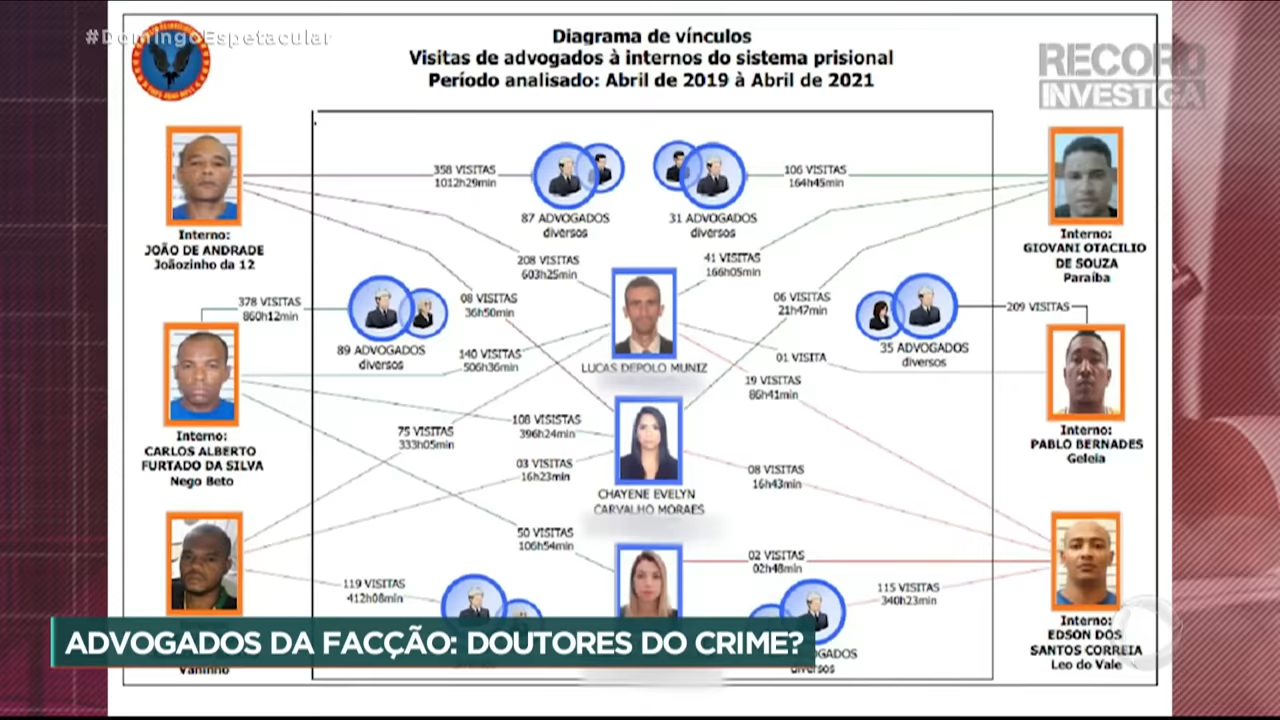 #DomingoEspetacular
Diagrama de vínculos
Visitas de advogados à internos do sistema prisional
Período analisado: Abril de 2019 à Abril de 2021
RECORD
INVESTIGA
358 VISITAS
1012h29min
106 VISITAS
164h45min
87 ADVOGADOS
diversos
31 ADVOGADOS
diversos
Interno:
JOÃO DE ANDRADE
Joãozinho da 12
Interno:
GIOVANI OTACILIO
DE SOUZA
Paraíba
208 VISITAS
603h25min
41 VISITAS
166h05min
378 VISITAS
860h12min
08 VISITAS
36h50min
06 VISITAS
21h47min
209 VISITAS
89 ADVOGADOS
diversos
35 ADVOGADOS
diversos
140 VISITAS
506h36min
LUCAS DEPOLO MUNIZ
01 VISITA
19 VISITAS
86h41min
Interno:
CARLOS ALBERTO
FURTADO DA SILVA
Nego Beto
75 VISITAS
333h05min
108 VISISTAS
396h24min
Interno:
PABLO BERNADES
Geleia
03 VISITAS
16h23min
08 VISITAS
16h43min
CHAYENE EVELYN
CARVALHO MORAES
50 VISITAS
106h54min
02 VISITAS
02h48min
119 VISITAS
412h08min
115 VISITAS
340h23min
Interno:
EDSON DOS
SANTOS CORREIA
Leo do Vale
ADVOGADOS DA FACÇÃO: DOUTORES DO CRIME?
diversos